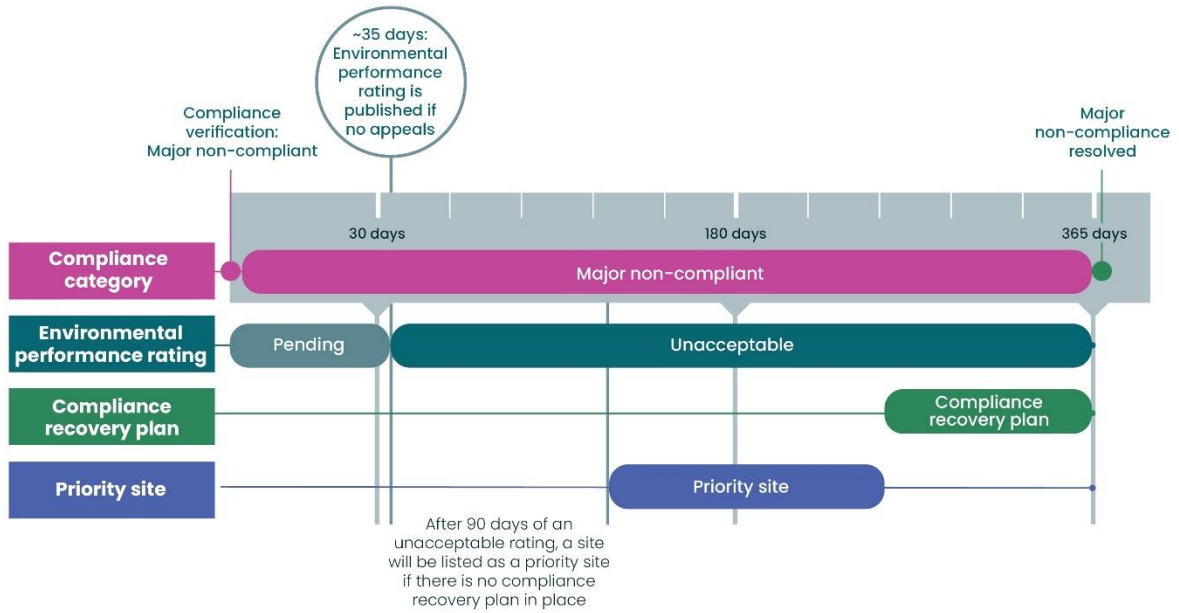 ~35 days:
Environmental
performance
rating is
published if
no appeals
Compliance
verification:
Major non-compliant
Major
non-compliance
resolved
30 days
180 days
365 days
Compliance
category
Major non-compliant
Environmental
performance rating
Pending
Unacceptable
Compliance
recovery plan
Compliance
recovery plan
Priority site
Priority site
After 90 days of an
unacceptable rating, a site
will be listed as a priority site
if there is no compliance
recovery plan in place